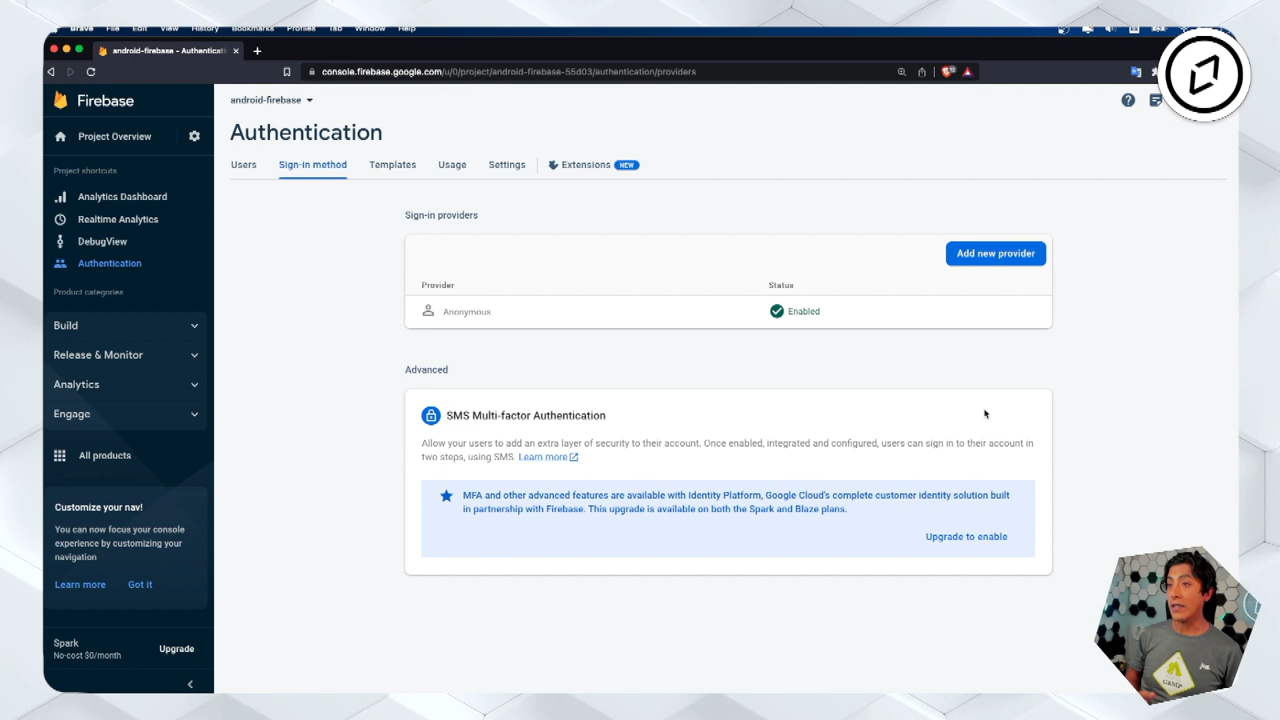 Brave File Edit View History Bookmarks Profiles Tab Window Help
android-firebase - Authenticati
console.firebase.google.com/u/0/project/android-firebase-55d03/authentication/providers
Firebase
Project Overview
Project shortcuts
Analytics Dashboard
Realtime Analytics
DebugView
Authentication
Product categories
Build
Release & Monitor
Analytics
Engage
All products
Customize your nav!
You can now focus your console
experience by customizing your
navigation
Learn more Got it
Spark
No-cost $0/month
Upgrade
android-firebase
Authentication
Users Sign-in method Templates Usage Settings Extensions NEW
Sign-in providers
Add new provider
Provider Status
Anonymous Enabled
Advanced
SMS Multi-factor Authentication
Allow your users to add an extra layer of security to their account. Once enabled, integrated and configured, users can sign in to their account in
two steps, using SMS. Learn more
MFA and other advanced features are available with Identity Platform, Google Cloud's complete customer identity solution built
in partnership with Firebase. This upgrade is available on both the Spark and Blaze plans.
Upgrade to enable
CAMP